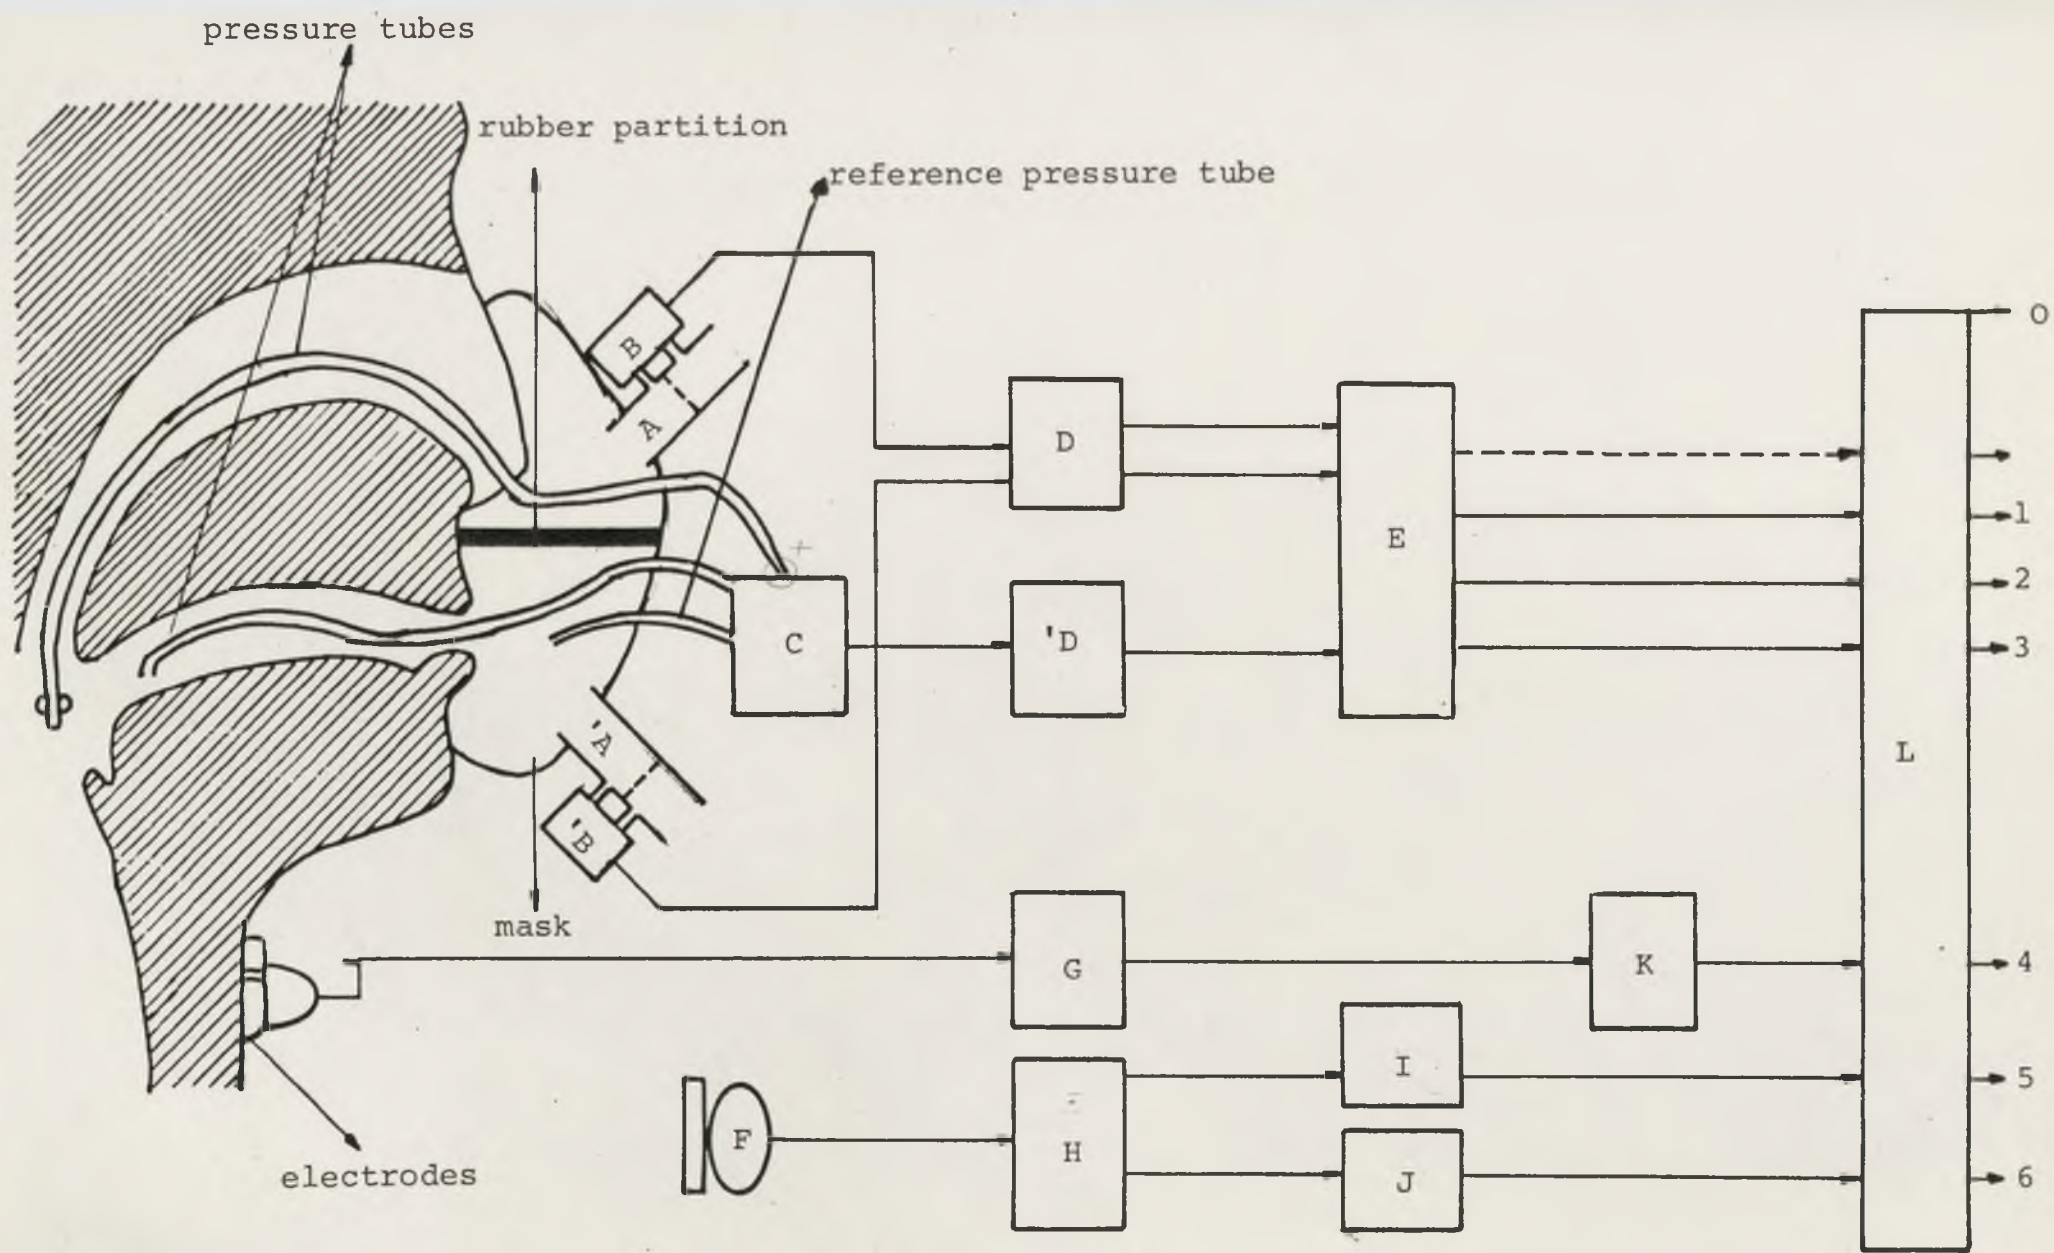 pressure tubes
rubber partition
reference pressure tube
B
A
O
D
E
1
2
C
'D
3
'A
L
'B
mask
G
K
4
I
5
F
H
J
6
electrodes